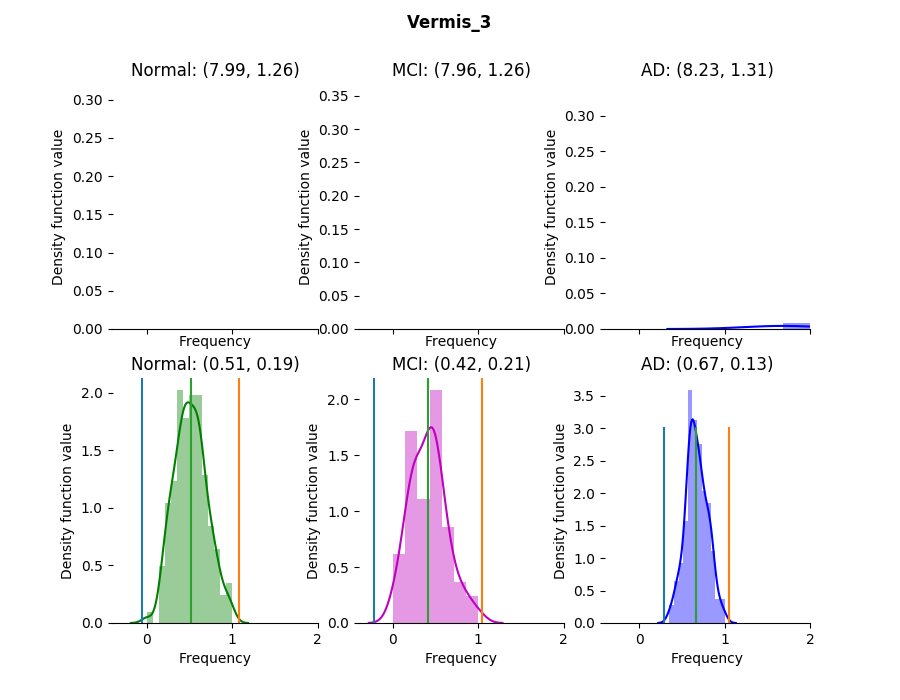 Vermis_3
Normal: (7.99, 1.26)
MCI: (7.96, 1.26)
AD: (8.23, 1.31)
Density function value
0.30
0.25
0.20
0.15
0.10
0.05
0.00
Frequency
Density function value
0.35
0.30
0.25
0.20
0.15
0.10
0.05
0.00
Frequency
Density function value
0.30
0.25
0.20
0.15
0.10
0.05
0.00
Frequency
Normal: (0.51, 0.19)
MCI: (0.42, 0.21)
AD: (0.67, 0.13)
Density function value
2.0
1.5
1.0
0.5
0.0
0 1 2
Frequency
Density function value
2.0
1.5
1.0
0.5
0.0
0 1 2
Frequency
Density function value
3.5
3.0
2.5
2.0
1.5
1.0
0.5
0.0
0 1 2
Frequency